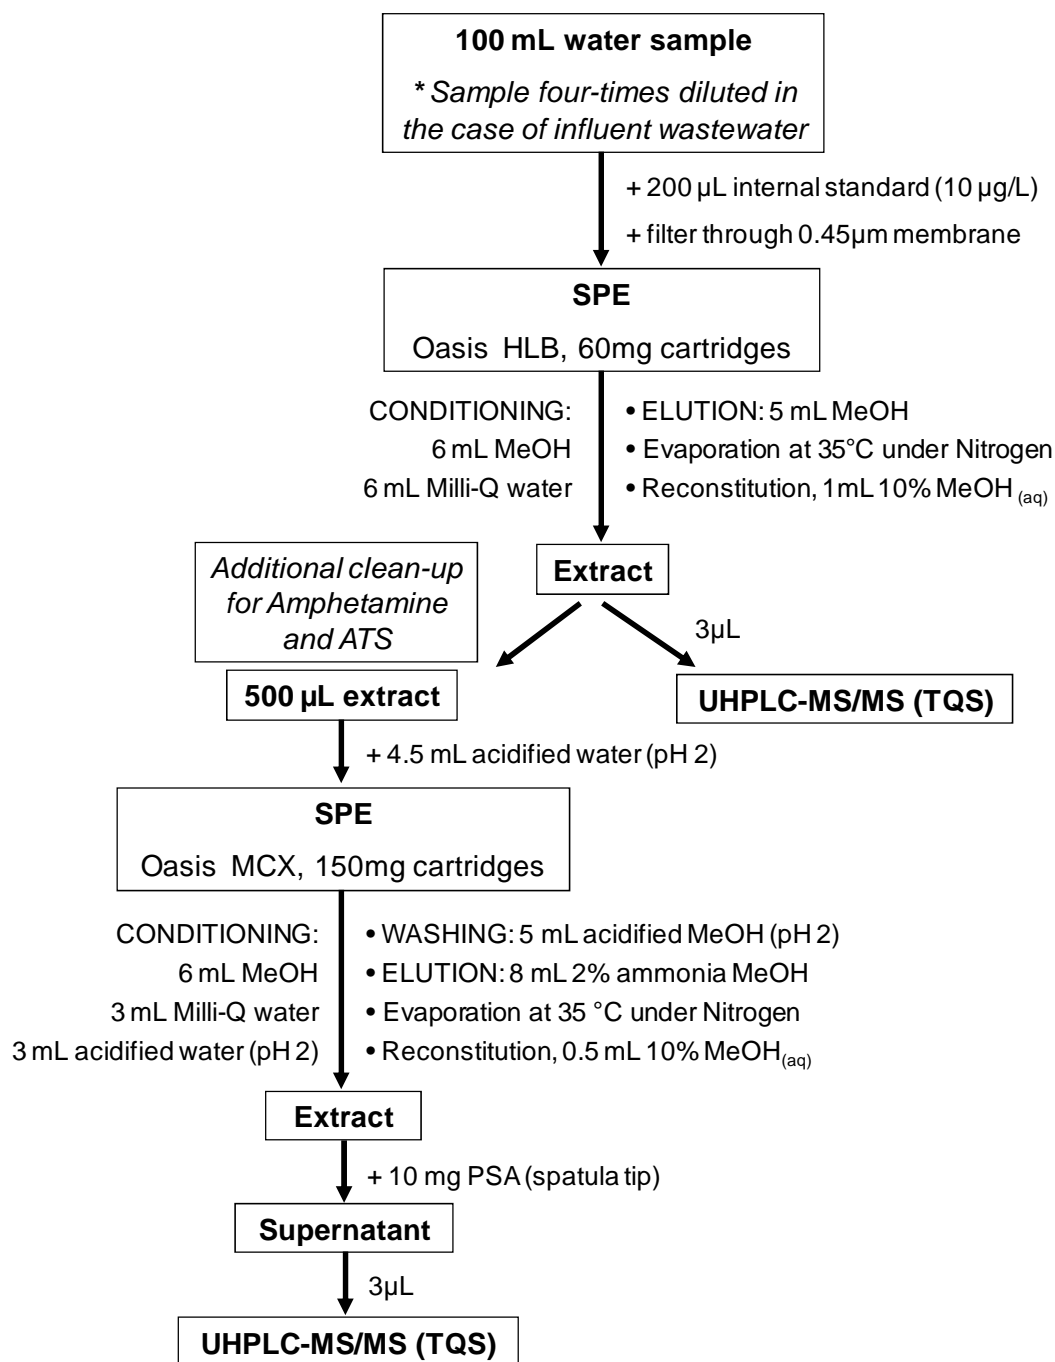 100 mL water sample
* Sample four-times diluted in
the case of influent wastewater
+ 200 µL internal standard (10 µg/L)
+ filter through 0.45µm membrane
SPE
Oasis HLB, 60mg cartridges
CONDITIONING:
6 mL MeOH
6 mL Milli-Q water
• ELUTION: 5 mL MeOH
• Evaporation at 35°C under Nitrogen
• Reconstitution, 1mL 10% MeOH (aq)
Extract
Additional clean-up
for Amphetamine
and ATS
3µL
500 µL extract
UHPLC-MS/MS (TQS)
+ 4.5 mL acidified water (pH 2)
SPE
Oasis MCX, 150mg cartridges
CONDITIONING:
6 mL MeOH
3 mL Milli-Q water
3 mL acidified water (pH 2)
• WASHING: 5 mL acidified MeOH (pH 2)
• ELUTION: 8 mL 2% ammonia MeOH
• Evaporation at 35 °C under Nitrogen
• Reconstitution, 0.5 mL 10% MeOH(aq)
Extract
+ 10 mg PSA (spatula tip)
Supernatant
3µL
UHPLC-MS/MS (TQS)